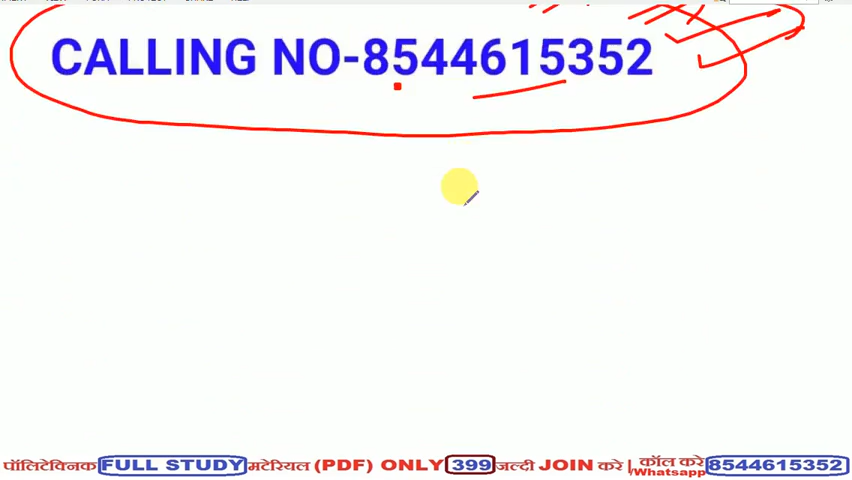 CALLING NO-8544615352
पॉलिटेक्निक FULL STUDY मटेरियल (PDF) ONLY 399 जल्दी JOIN करे | कॉल करे /Whatsapp 8544615352